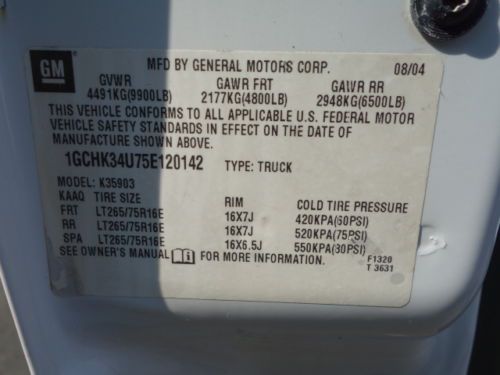 GM
MFD BY GENERAL MOTORS CORP. 08/04
GVWR GAWR FRT GAWR RR
4491KG(9900LB) 2177KG(4800LB) 2948KG(6500LB)
THIS VEHICLE CONFORMS TO ALL APPLICABLE U.S. FEDERAL MOTOR
VEHICLE SAFETY STANDARDS IN EFFECT ON THE DATE OF
MANUFACTURE SHOWN ABOVE.
1GCHK34U75E120142 TYPE: TRUCK
MODEL: K35903
KAAQ TIRE SIZE RIM COLD TIRE PRESSURE
FRT LT265/75R16E 16X7J 420KPA(60PSI)
RR LT265/75R16E 16X7J 520KPA(75PSI)
SPA LT265/75R16E 16X6.5J 550KPA(80PSI)
SEE OWNER'S MANUAL FOR MORE INFORMATION.
F1320
T 3631